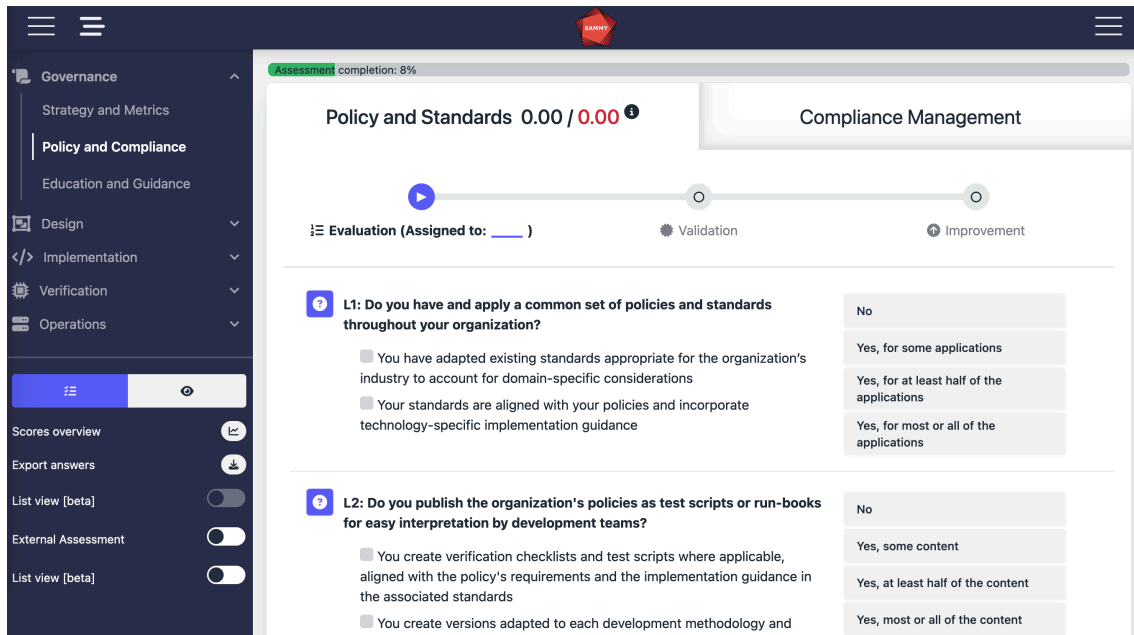 SAMMY
Governance
Strategy and Metrics
Policy and Compliance
Education and Guidance
Design
Implementation
Verification
Operations
Scores overview
Export answers
List view [beta]
External Assessment
List view [beta]
Assessment completion: 8%
Policy and Standards 0.00 / 0.00
Compliance Management
Evaluation (Assigned to: ____ )
Validation
Improvement
L1: Do you have and apply a common set of policies and standards
throughout your organization?
You have adapted existing standards appropriate for the organization's
industry to account for domain-specific considerations
Your standards are aligned with your policies and incorporate
technology-specific implementation guidance
No
Yes, for some applications
Yes, for at least half of the
applications
Yes, for most or all of the
applications
L2: Do you publish the organization's policies as test scripts or run-books
for easy interpretation by development teams?
You create verification checklists and test scripts where applicable,
aligned with the policy's requirements and the implementation guidance in
the associated standards
You create versions adapted to each development methodology and
No
Yes, some content
Yes, at least half of the content
Yes, most or all of the content